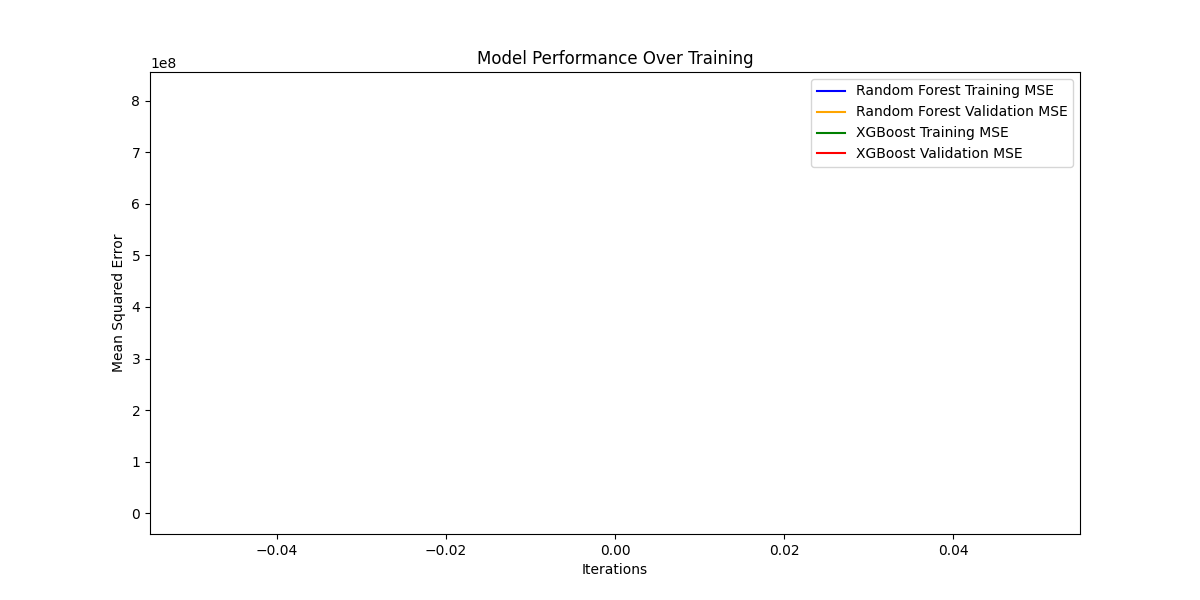 Model Performance Over Training
1e8
Random Forest Training MSE
Random Forest Validation MSE
XGBoost Training MSE
XGBoost Validation MSE
8
7
6
5
4
3
2
1
0
Mean Squared Error
−0.04 −0.02 0.00 0.02 0.04
Iterations